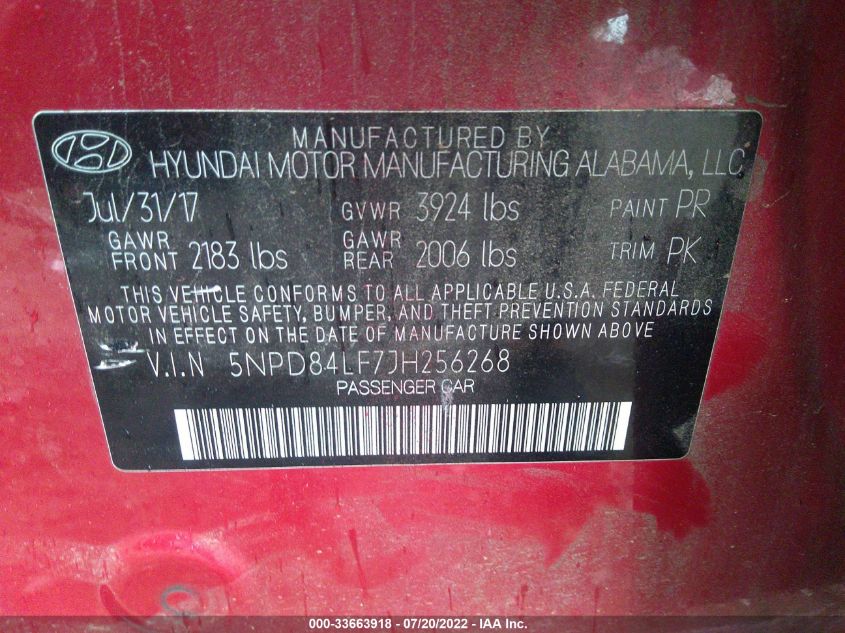 MANUFACTURED BY
HYUNDAI MOTOR MANUFACTURING ALABAMA, LLC
Jul/31/17 GVWR 3924 lbs PAINT PR
GAWR FRONT 2183 lbs GAWR REAR 2006 lbs TRIM PK
THIS VEHICLE CONFORMS TO ALL APPLICABLE U.S.A. FEDERAL
MOTOR VEHICLE SAFETY, BUMPER, AND THEFT PREVENTION STANDARDS
IN EFFECT ON THE DATE OF MANUFACTURE SHOWN ABOVE
V.I.N 5NPD84LF7JH256268
PASSENGER CAR
000-33663918 - 07/20/2022 - IAA Inc.